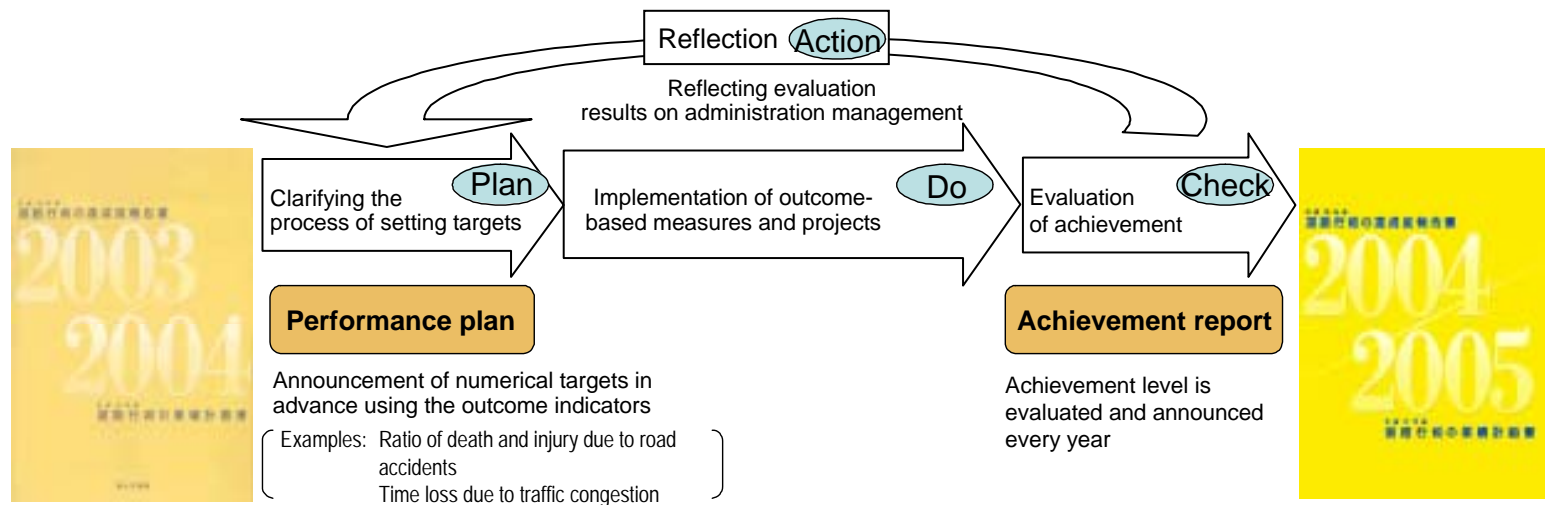 Reflection Action
Reflecting evaluation
results on administration management
Plan
Clarifying the
process of setting targets
Do
Implementation of outcome-
based measures and projects
Check
Evaluation
of achievement
2003
2004
Performance plan
Announcement of numerical targets in
advance using the outcome indicators
Examples: Ratio of death and injury due to road
accidents
Time loss due to traffic congestion
Achievement report
Achievement level is
evaluated and announced
every year
2004
2005